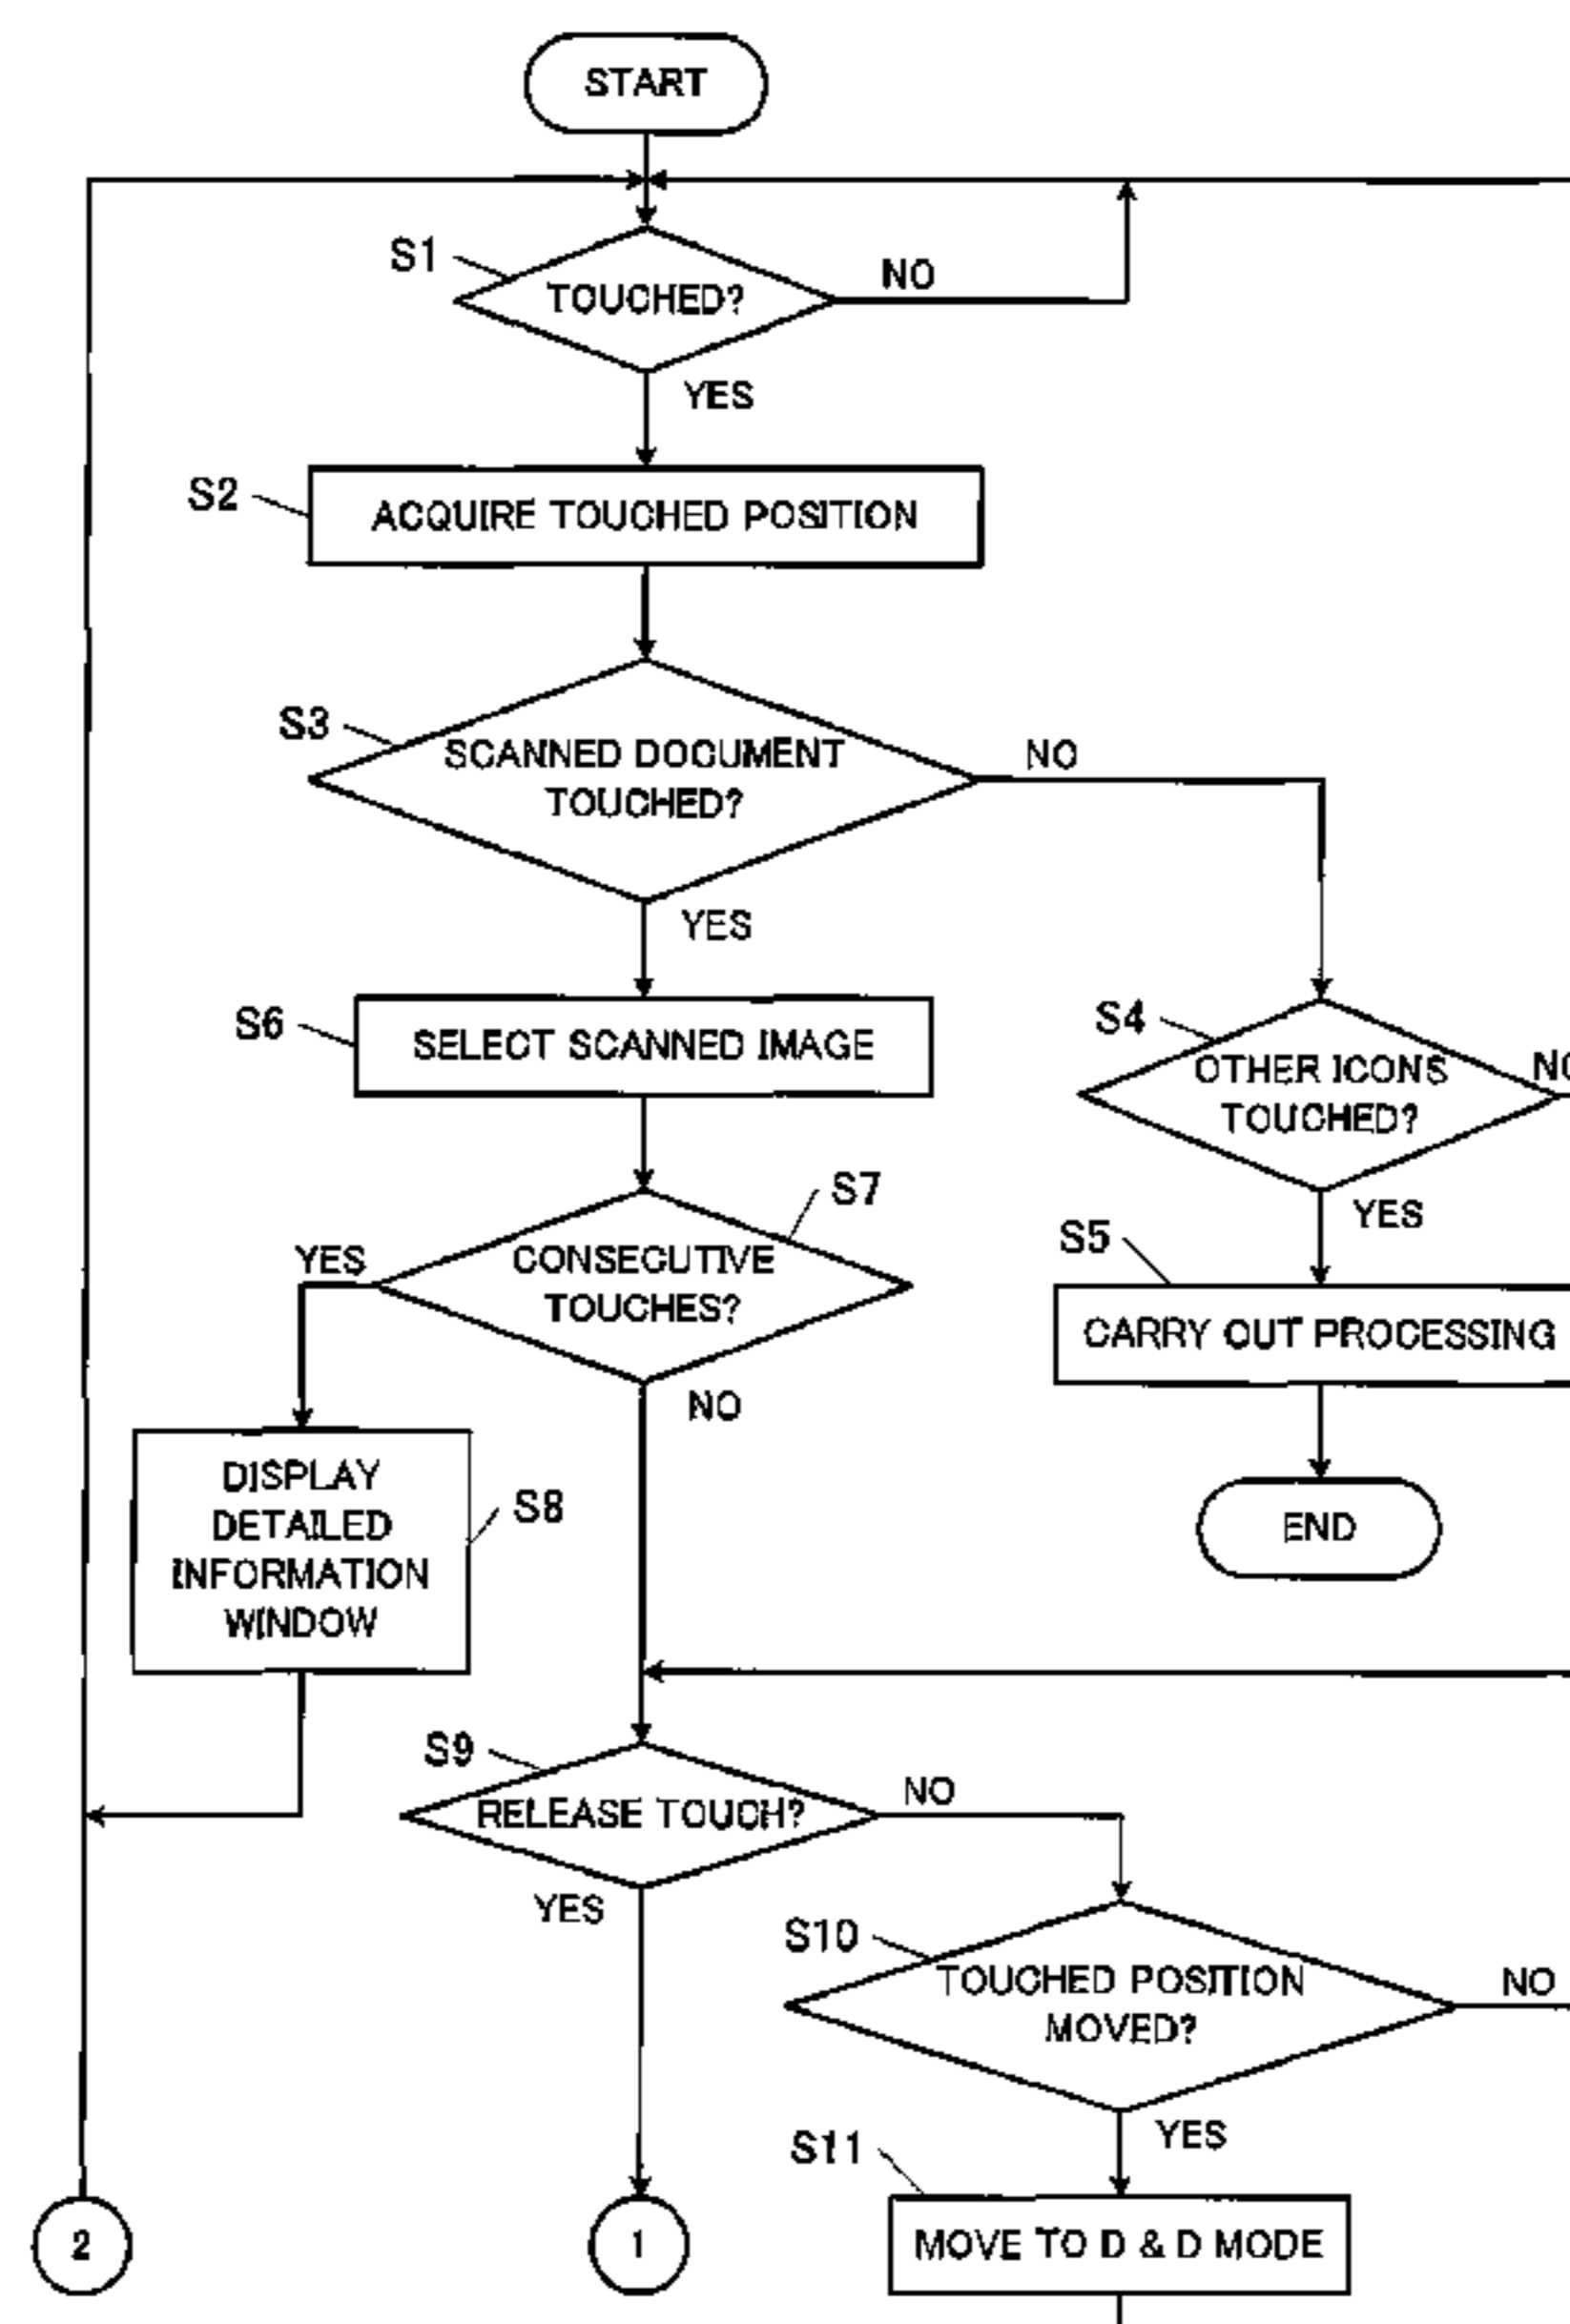 START
S1
TOUCHED?
NO
YES
S2
ACQUIRE TOUCHED POSITION
S3
SCANNED DOCUMENT
TOUCHED?
NO
YES
S6
SELECT SCANNED IMAGE
S4
OTHER ICONS
TOUCHED?
YES
S7
CONSECUTIVE
TOUCHES?
YES
NO
S5
CARRY OUT PROCESSING
END
DISPLAY
DETAILED
INFORMATION
WINDOW
S8
S9
RELEASE TOUCH?
NO
YES
S10
TOUCHED POSITION
MOVED?
NO
YES
S11
MOVE TO D & D MODE
2
1